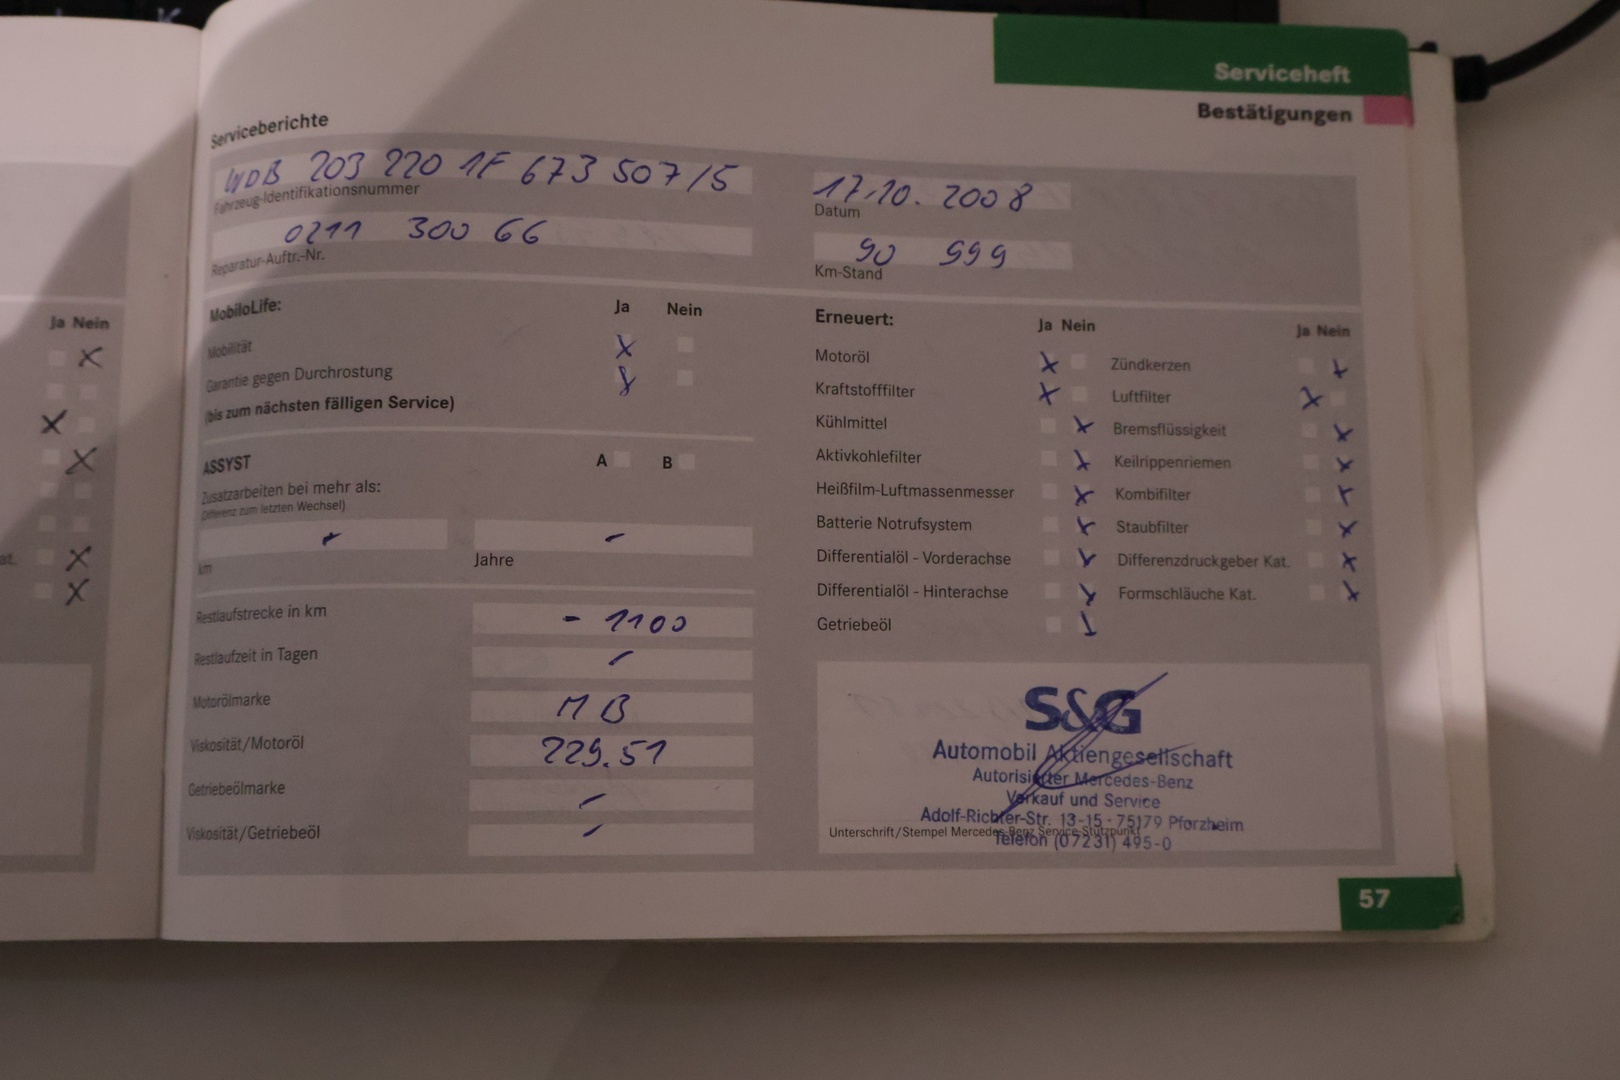 Serviceheft
Bestätigungen
Serviceberichte
WDB 203 220 1F 673 507/5
Fahrzeug-Identifikationsnummer
17.10.2008
Datum
0211 300 66
Reparatur-Auftr.-Nr.
90 999
Km-Stand
Ja Nein
at.
MobiloLife:
Ja Nein
Mobilität X
Garantie gegen Durchrostung X
(bis zum nächsten fälligen Service)
ASSYST A B
Zusatzarbeiten bei mehr als:
(Differenz zum letzten Wechsel)
km Jahre
Restlaufstrecke in km - 1100
Restlaufzeit in Tagen -
Motorölmarke MB
Viskosität/Motoröl 229.51
Getriebeölmarke -
Viskosität/Getriebeöl -
Erneuert: Ja Nein Ja Nein
Motoröl X Zündkerzen X
Kraftstofffilter X Luftfilter X
Kühlmittel X Bremsflüssigkeit X
Aktivkohlefilter X Keilrippenriemen X
Heißfilm-Luftmassenmesser X Kombifilter X
Batterie Notrufsystem X Staubfilter X
Differentialöl - Vorderachse X Differenzdruckgeber Kat. X
Differentialöl - Hinterachse X Formschläuche Kat. X
Getriebeöl X
S&G
Automobil Aktiengesellschaft
Autorisierter Mercedes-Benz
Verkauf und Service
Adolf-Richter-Str. 13-15 · 75179 Pforzheim
Unterschrift/Stempel Mercedes-Benz Service-Stützpunkt
Telefon (07231) 495-0
57